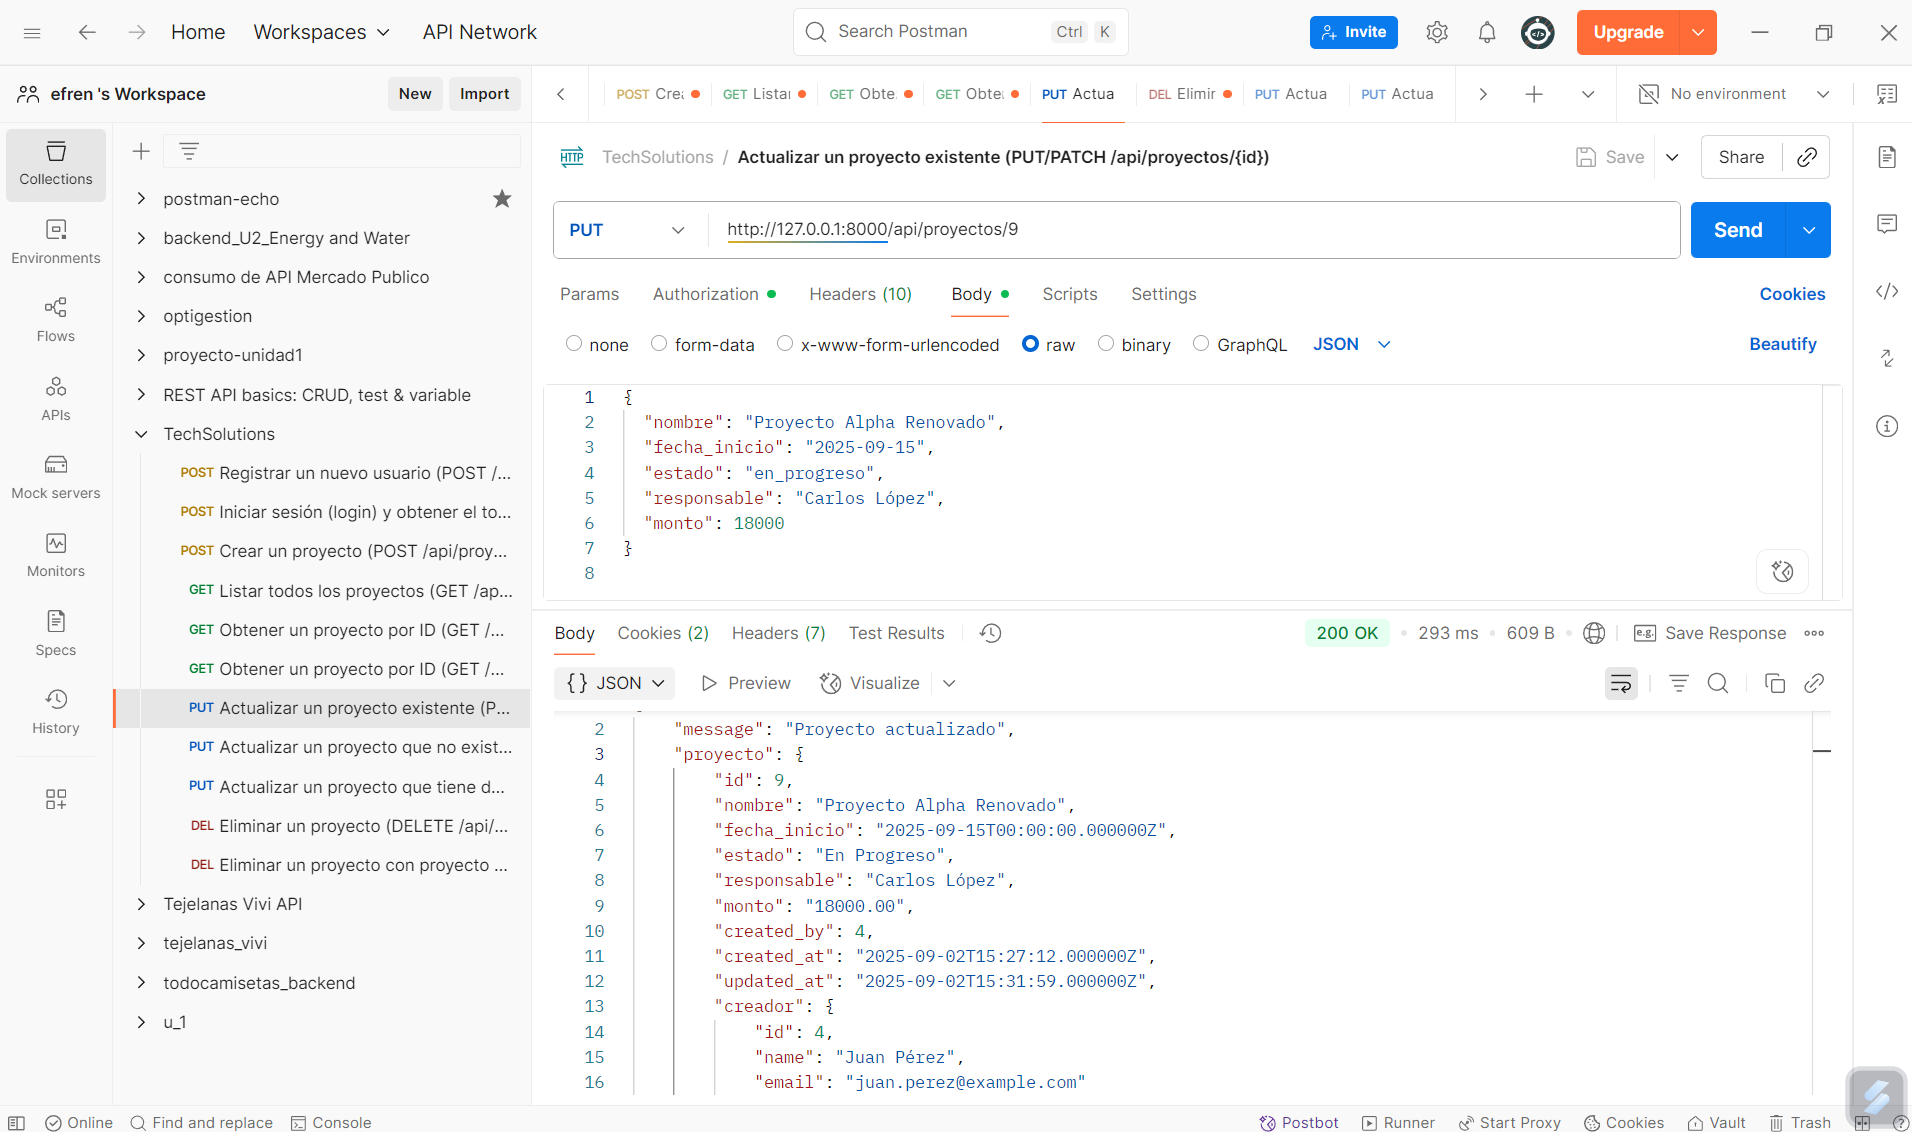 Home
Workspaces
API Network
Search Postman
Ctrl K
Invite
Upgrade
efren 's Workspace
New
Import
POST Crea
GET Listar
GET Obte
GET Obte
PUT Actua
DEL Elimir
PUT Actua
PUT Actua
No environment
Collections
Environments
Flows
APIs
Mock servers
Monitors
Specs
History
postman-echo
backend_U2_Energy and Water
consumo de API Mercado Publico
optigestion
proyecto-unidad1
REST API basics: CRUD, test & variable
TechSolutions
POST Registrar un nuevo usuario (POST /...
POST Iniciar sesión (login) y obtener el to...
POST Crear un proyecto (POST /api/proy...
GET Listar todos los proyectos (GET /ap...
GET Obtener un proyecto por ID (GET /...
GET Obtener un proyecto por ID (GET /...
PUT Actualizar un proyecto existente (P...
PUT Actualizar un proyecto que no exist...
PUT Actualizar un proyecto que tiene d...
DEL Eliminar un proyecto (DELETE /api/...
DEL Eliminar un proyecto con proyecto ...
Tejelanas Vivi API
tejelanas_vivi
todocamisetas_backend
u_1
HTTP TechSolutions / Actualizar un proyecto existente (PUT/PATCH /api/proyectos/{id})
Save
Share
PUT
http://127.0.0.1:8000/api/proyectos/9
Send
Params
Authorization
Headers (10)
Body
Scripts
Settings
Cookies
none
form-data
x-www-form-urlencoded
raw
binary
GraphQL
JSON
Beautify
1 {
2 "nombre": "Proyecto Alpha Renovado",
3 "fecha_inicio": "2025-09-15",
4 "estado": "en_progreso",
5 "responsable": "Carlos López",
6 "monto": 18000
7 }
8
Body
Cookies (2)
Headers (7)
Test Results
200 OK
293 ms
609 B
e.g. Save Response
{} JSON
Preview
Visualize
2 "message": "Proyecto actualizado",
3 "proyecto": {
4 "id": 9,
5 "nombre": "Proyecto Alpha Renovado",
6 "fecha_inicio": "2025-09-15T00:00:00.000000Z",
7 "estado": "En Progreso",
8 "responsable": "Carlos López",
9 "monto": "18000.00",
10 "created_by": 4,
11 "created_at": "2025-09-02T15:27:12.000000Z",
12 "updated_at": "2025-09-02T15:31:59.000000Z",
13 "creador": {
14 "id": 4,
15 "name": "Juan Pérez",
16 "email": "juan.perez@example.com"
Online
Find and replace
Console
Postbot
Runner
Start Proxy
Cookies
Vault
Trash